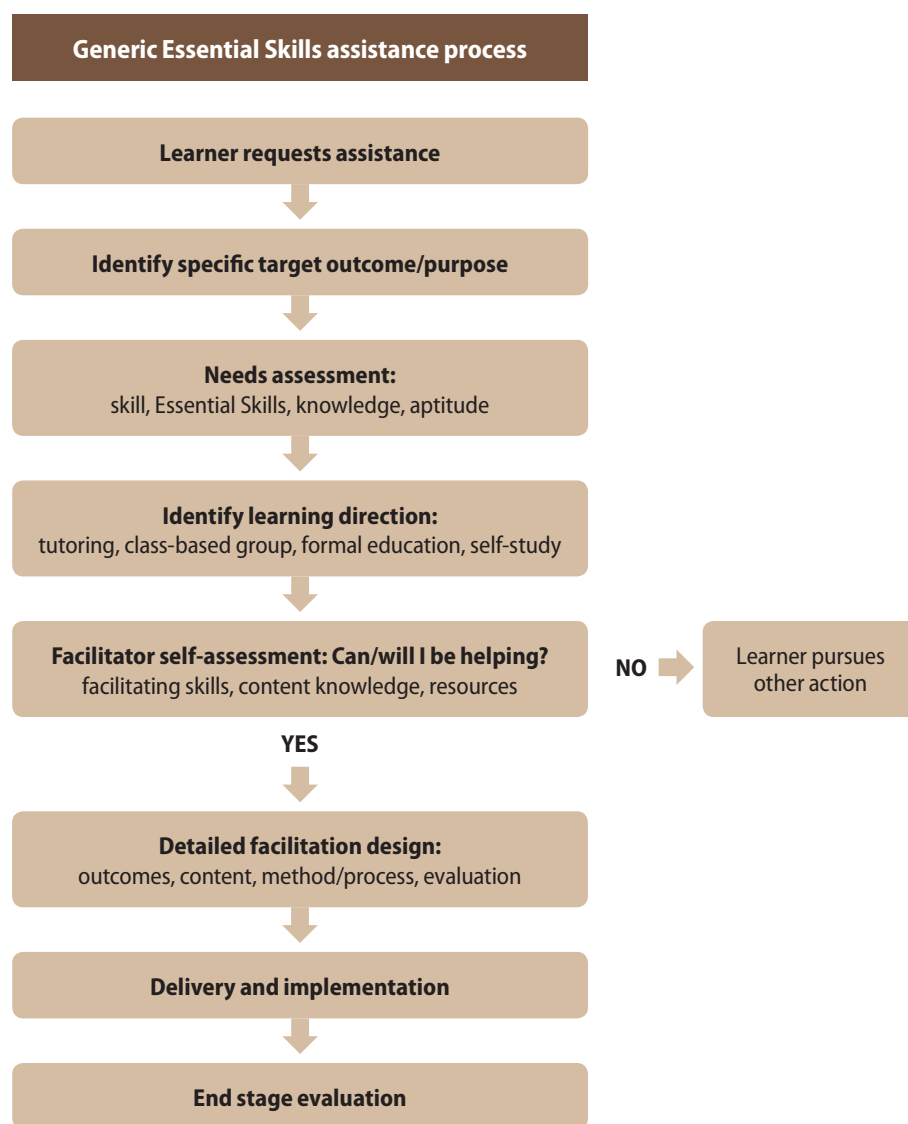 Generic Essential Skills assistance process
Learner requests assistance
Identify specific target outcome/purpose
Needs assessment:
skill, Essential Skills, knowledge, aptitude
Identify learning direction:
tutoring, class-based group, formal education, self-study
Facilitator self-assessment: Can/will I be helping?
facilitating skills, content knowledge, resources
NO
Learner pursues
other action
YES
Detailed facilitation design:
outcomes, content, method/process, evaluation
Delivery and implementation
End stage evaluation